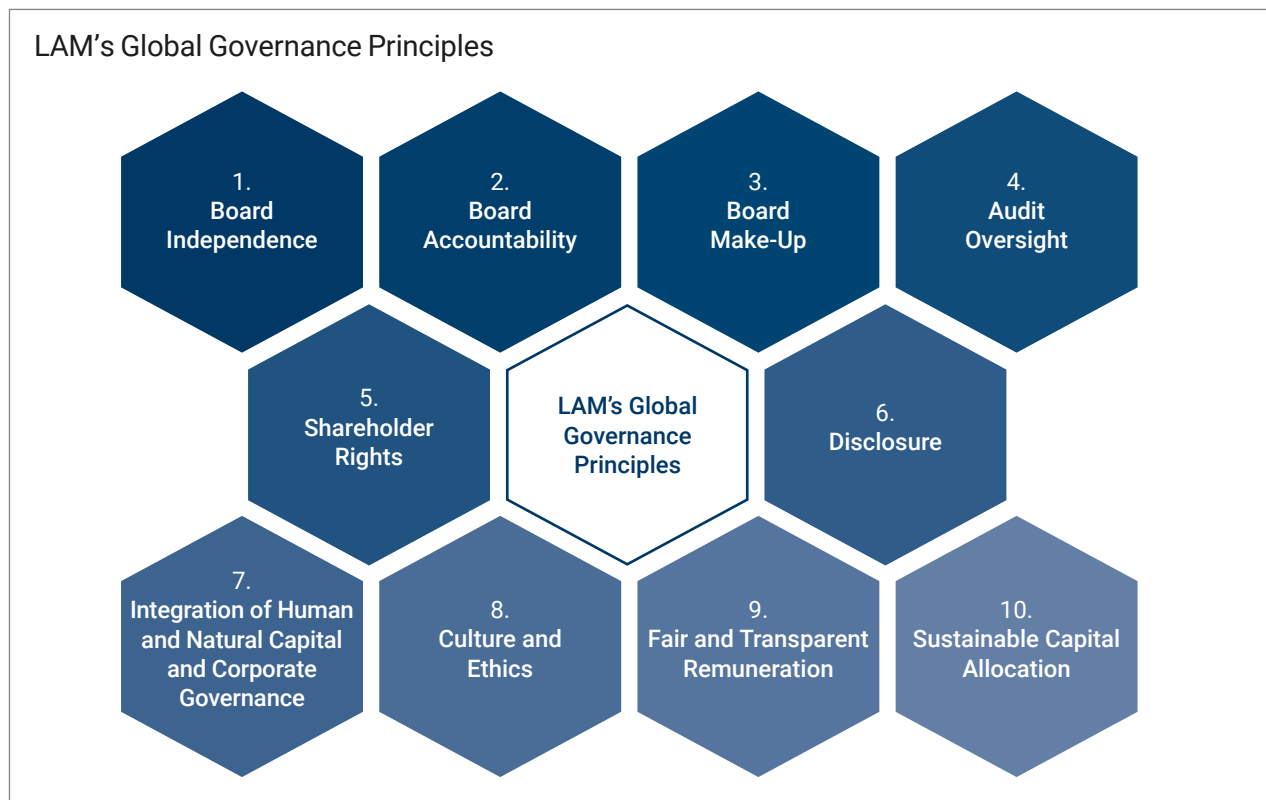 LAM’s Global Governance Principles
1.
Board
Independence
2.
Board
Accountability
3.
Board
Make-Up
4.
Audit
Oversight
5.
Shareholder
Rights
LAM’s Global
Governance
Principles
6.
Disclosure
7.
Integration of Human
and Natural Capital
and Corporate
Governance
8.
Culture and
Ethics
9.
Fair and Transparent
Remuneration
10.
Sustainable Capital
Allocation